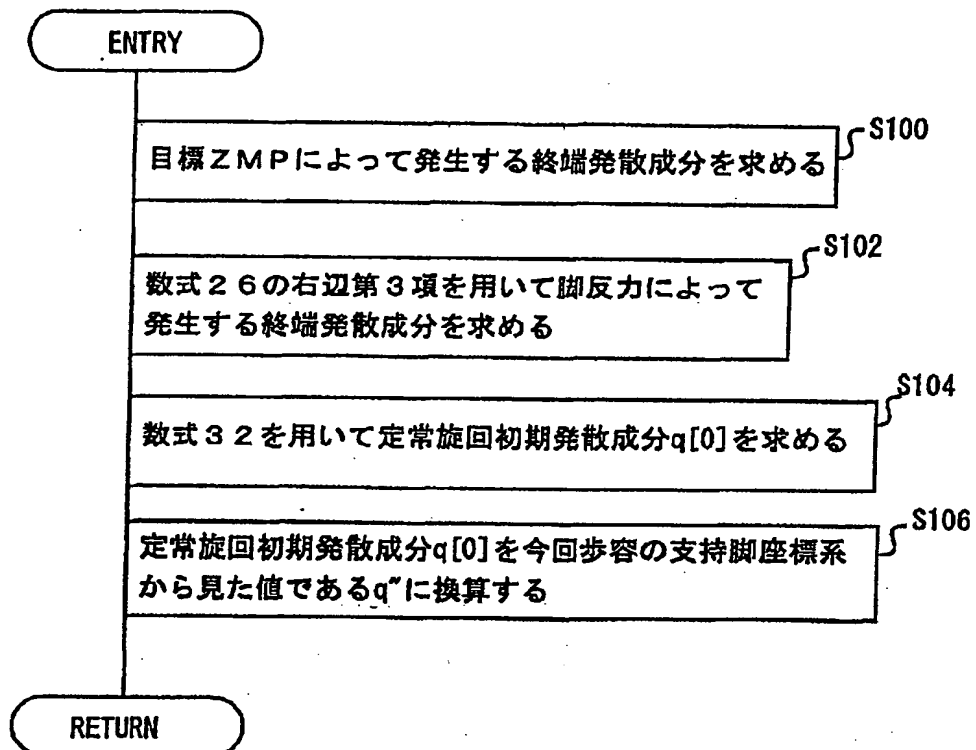 ENTRY
S100
目標ZMPによって発生する終端発散成分を求める
S102
数式26の右辺第3項を用いて脚反力によって
発生する終端発散成分を求める
S104
数式32を用いて定常旋回初期発散成分q[0]を求める
S106
定常旋回初期発散成分q[0]を今回歩容の支持脚座標系
から見た値であるq″に換算する
RETURN